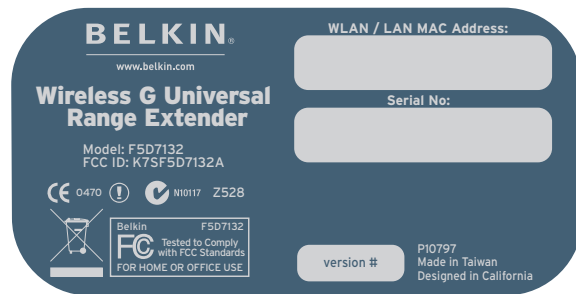 BELKIN®
www.belkin.com
Wireless G Universal
Range Extender
Model: F5D7132
FCC ID: K7SF5D7132A
CE 0470 ! N10117 Z528
Belkin F5D7132
FC Tested to Comply
with FCC Standards
FOR HOME OR OFFICE USE
WLAN / LAN MAC Address:
Serial No:
version #
P10797
Made in Taiwan
Designed in California